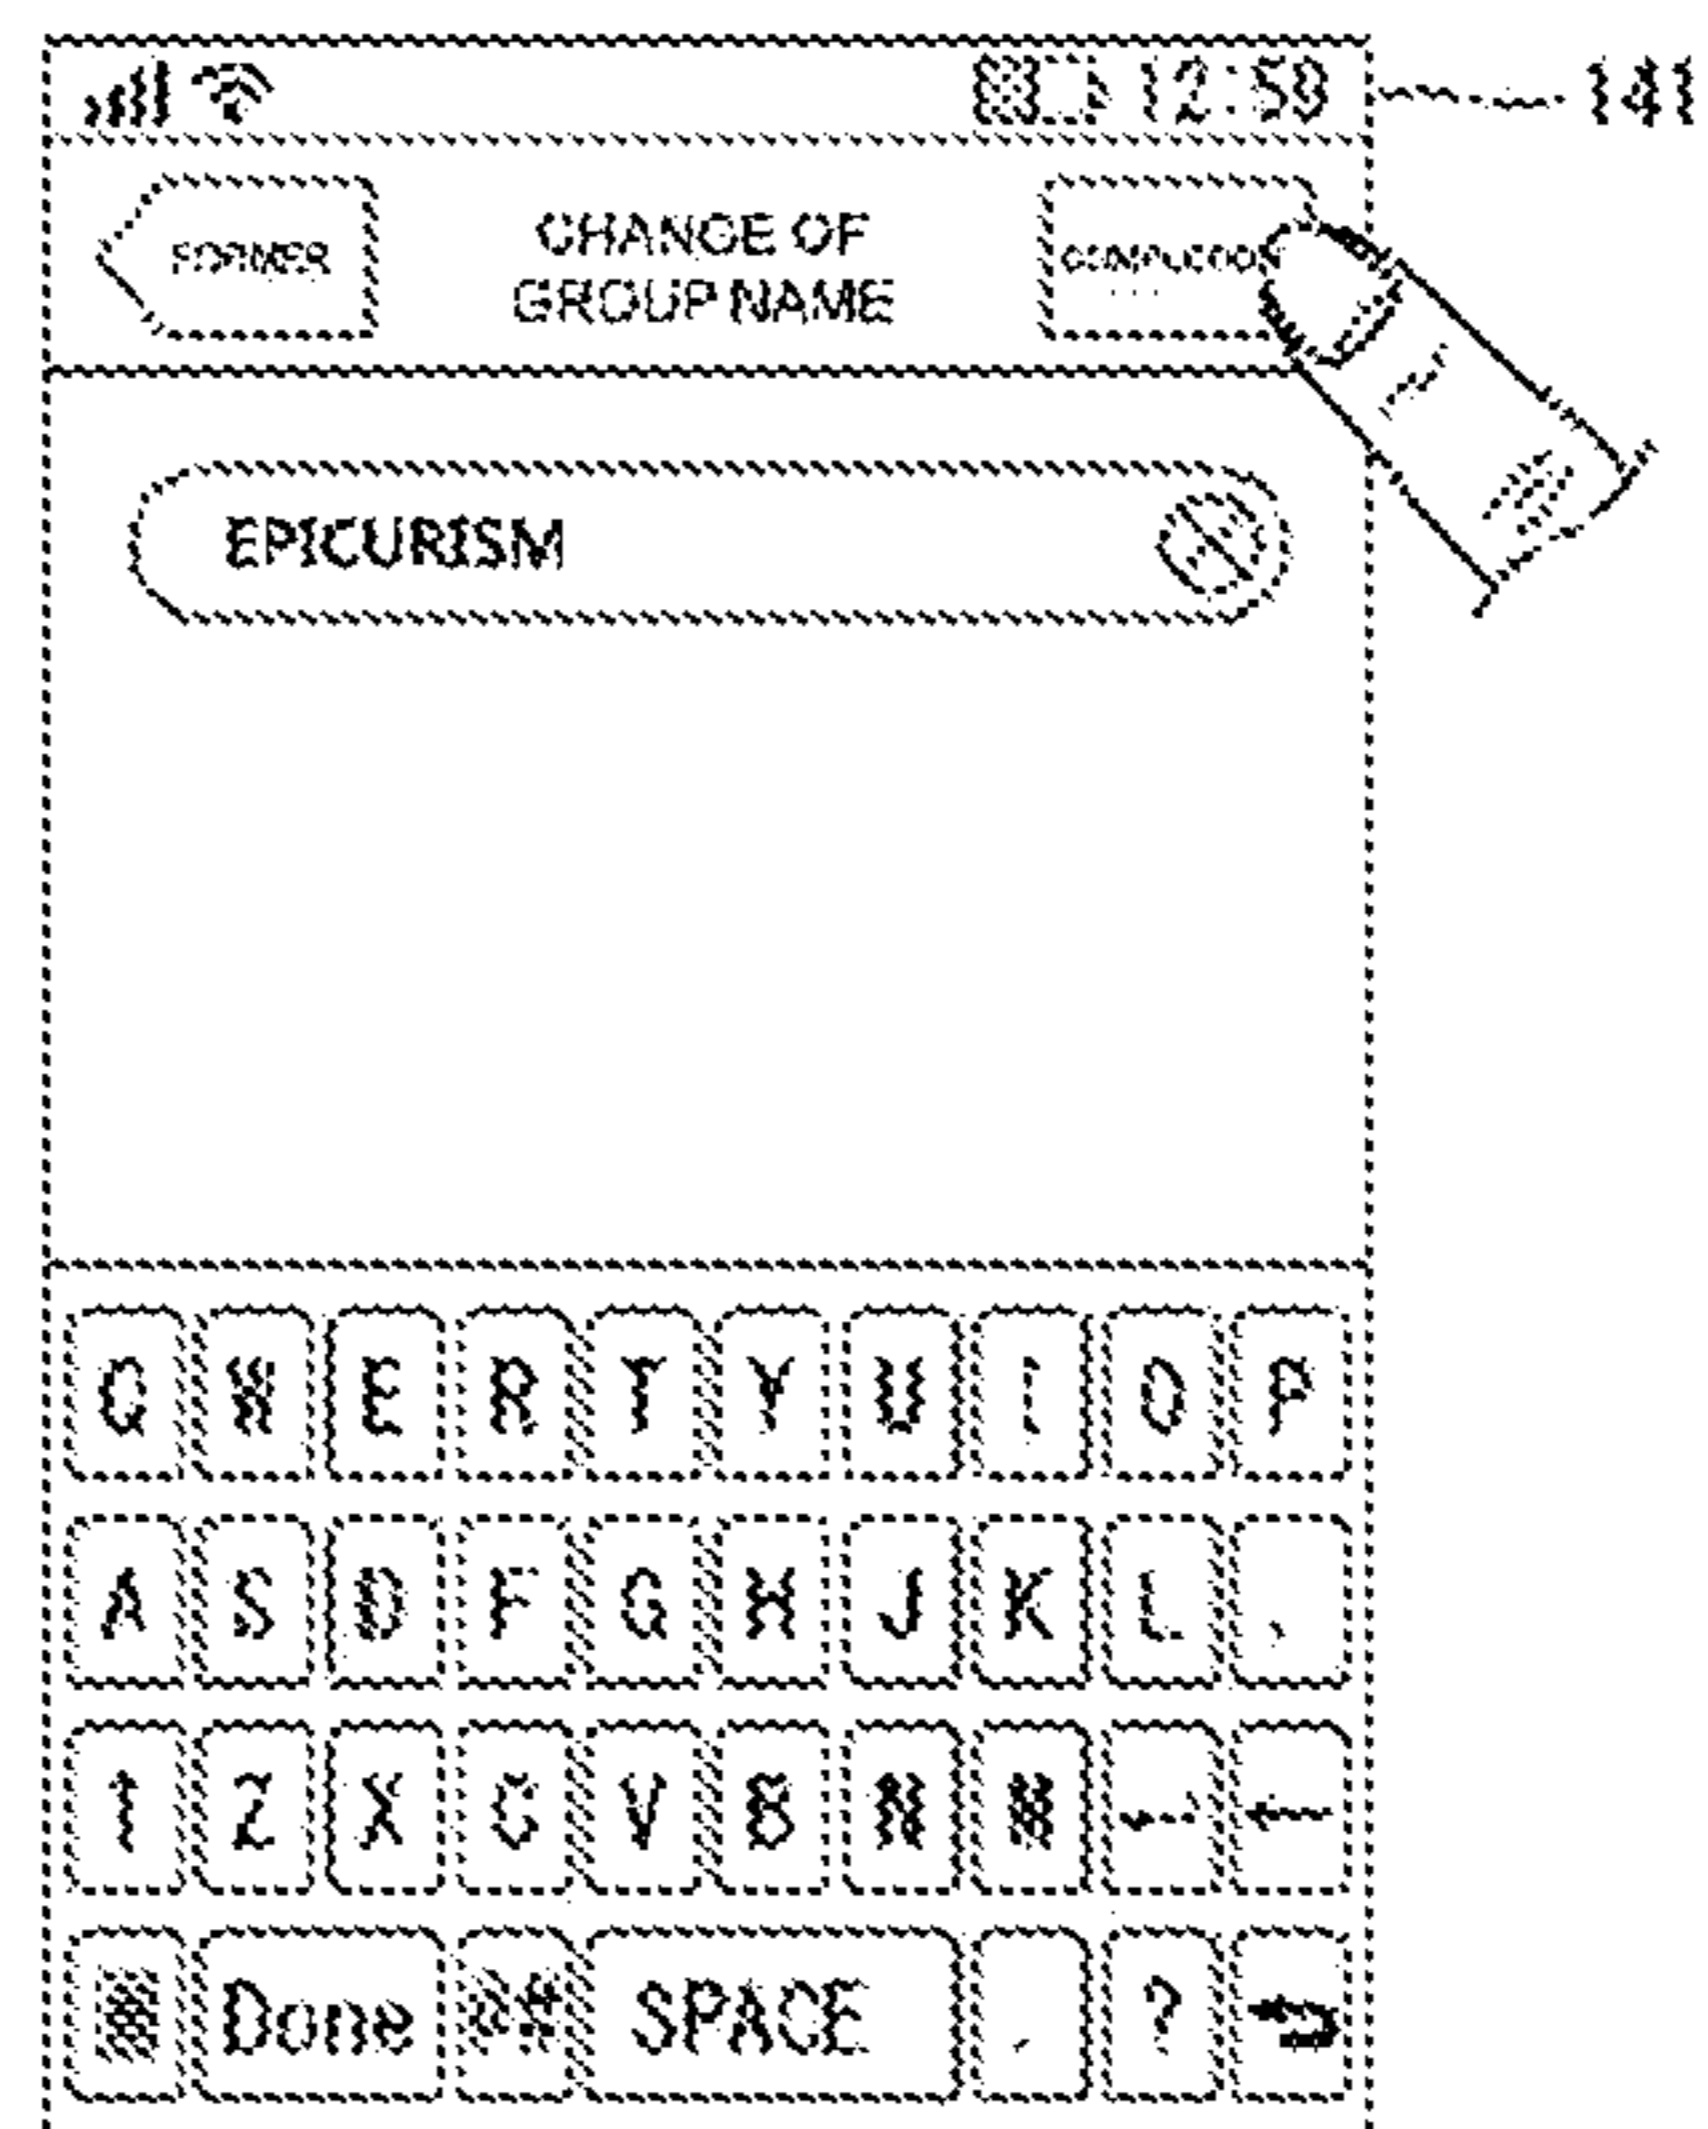 12:59
141
FORMER
CHANGE OF
GROUP NAME
EPICURISM
Q W E R T Y U I O P
A S D F G H J K L
↑ Z X C V B N ←
Done SPACE . ?